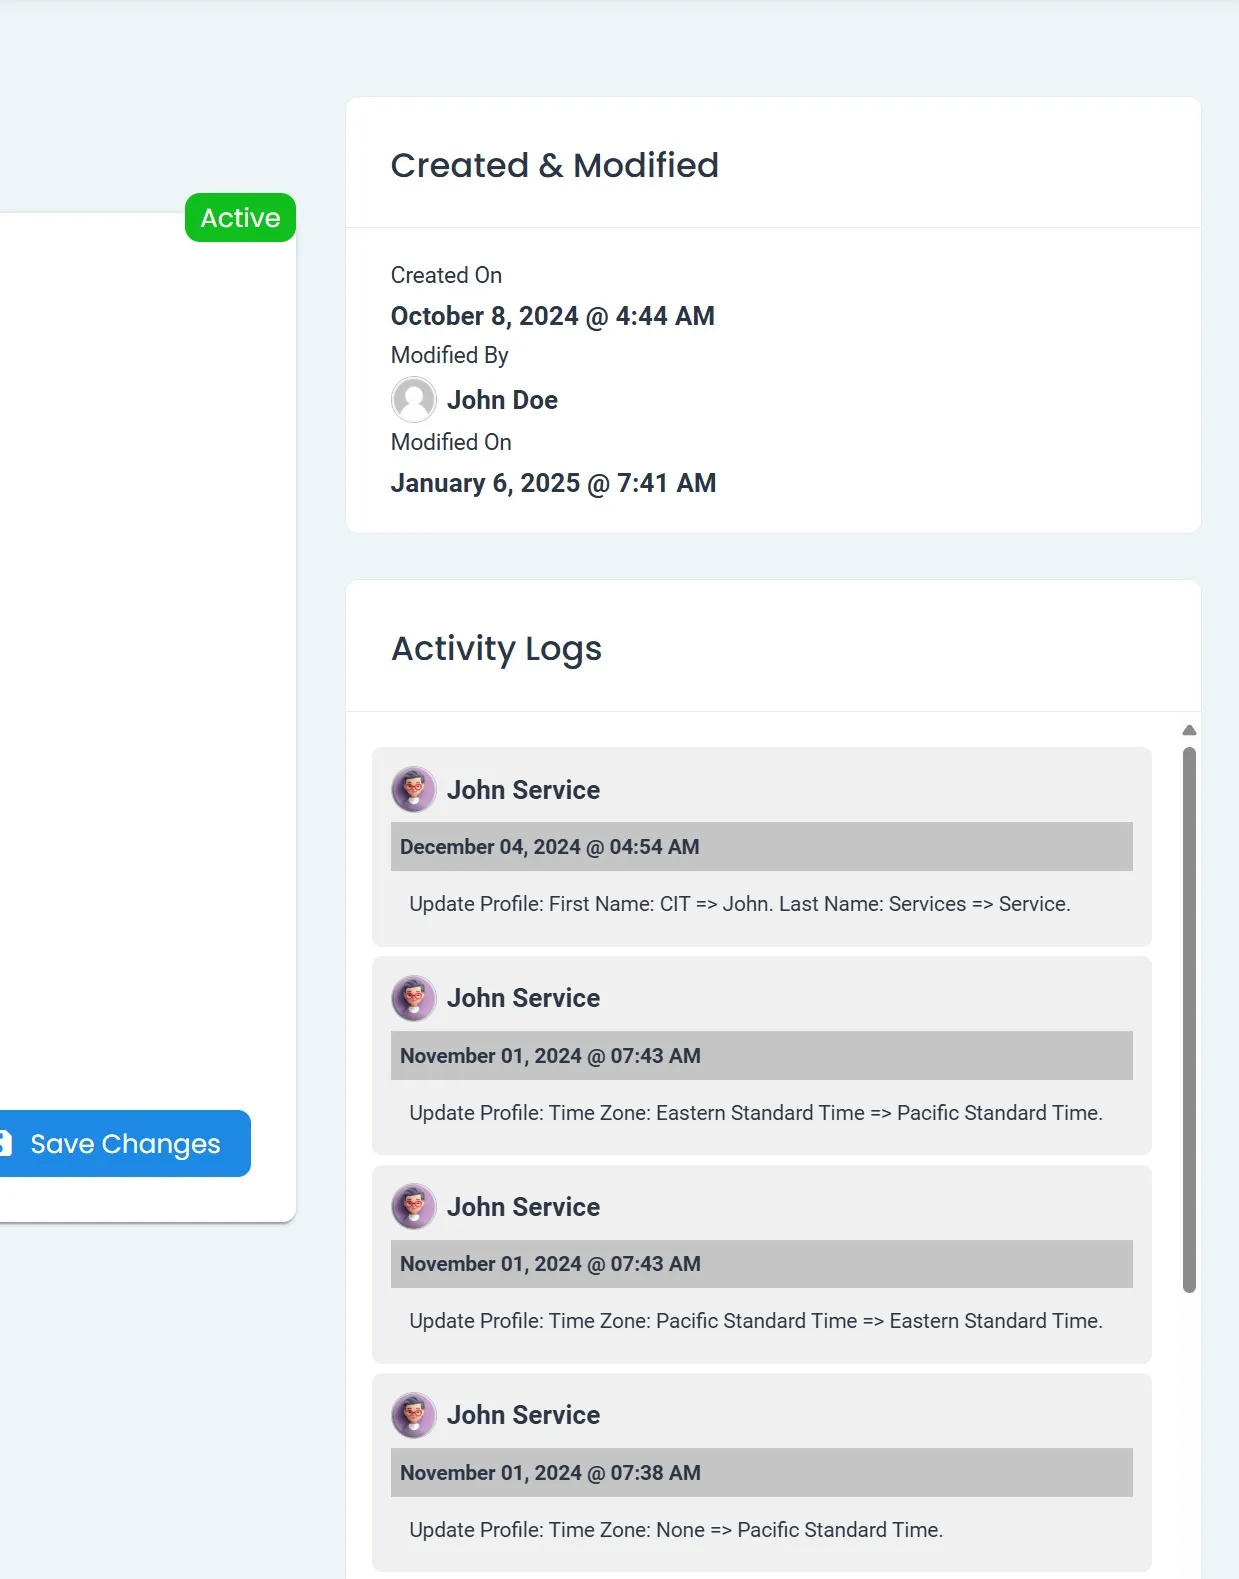 Active
Save Changes
Created & Modified
Created On
October 8, 2024 @ 4:44 AM
Modified By
John Doe
Modified On
January 6, 2025 @ 7:41 AM
Activity Logs
John Service
December 04, 2024 @ 04:54 AM
Update Profile: First Name: CIT => John. Last Name: Services => Service.
John Service
November 01, 2024 @ 07:43 AM
Update Profile: Time Zone: Eastern Standard Time => Pacific Standard Time.
John Service
November 01, 2024 @ 07:43 AM
Update Profile: Time Zone: Pacific Standard Time => Eastern Standard Time.
John Service
November 01, 2024 @ 07:38 AM
Update Profile: Time Zone: None => Pacific Standard Time.